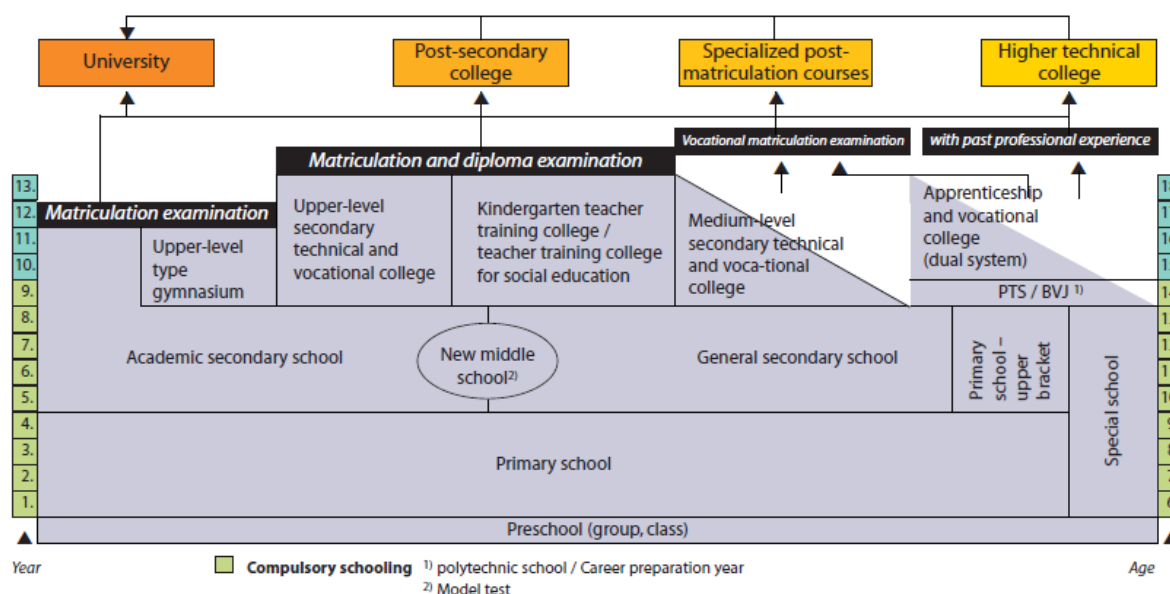 University
Post-secondary
college
Specialized post-
matriculation courses
Higher technical
college
Vocational matriculation examination
with past professional experience
Matriculation and diploma examination
Matriculation examination
13.
12.
11.
10.
9.
8.
7.
6.
5.
4.
3.
2.
1.
Upper-level
type
gymnasium
Upper-level
secondary
technical and
vocational college
Kindergarten teacher
training college /
teacher training college
for social education
Medium-level
secondary technical
and voca-tional
college
Apprenticeship
and vocational
college
(dual system)
PTS / BVJ 1)
Academic secondary school
New middle
school2)
General secondary school
Primary
school –
upper
bracket
Special school
Primary school
Preschool (group, class)
9
8
7
6
Year
Compulsory schooling
1) polytechnic school / Career preparation year
2) Model test
Age